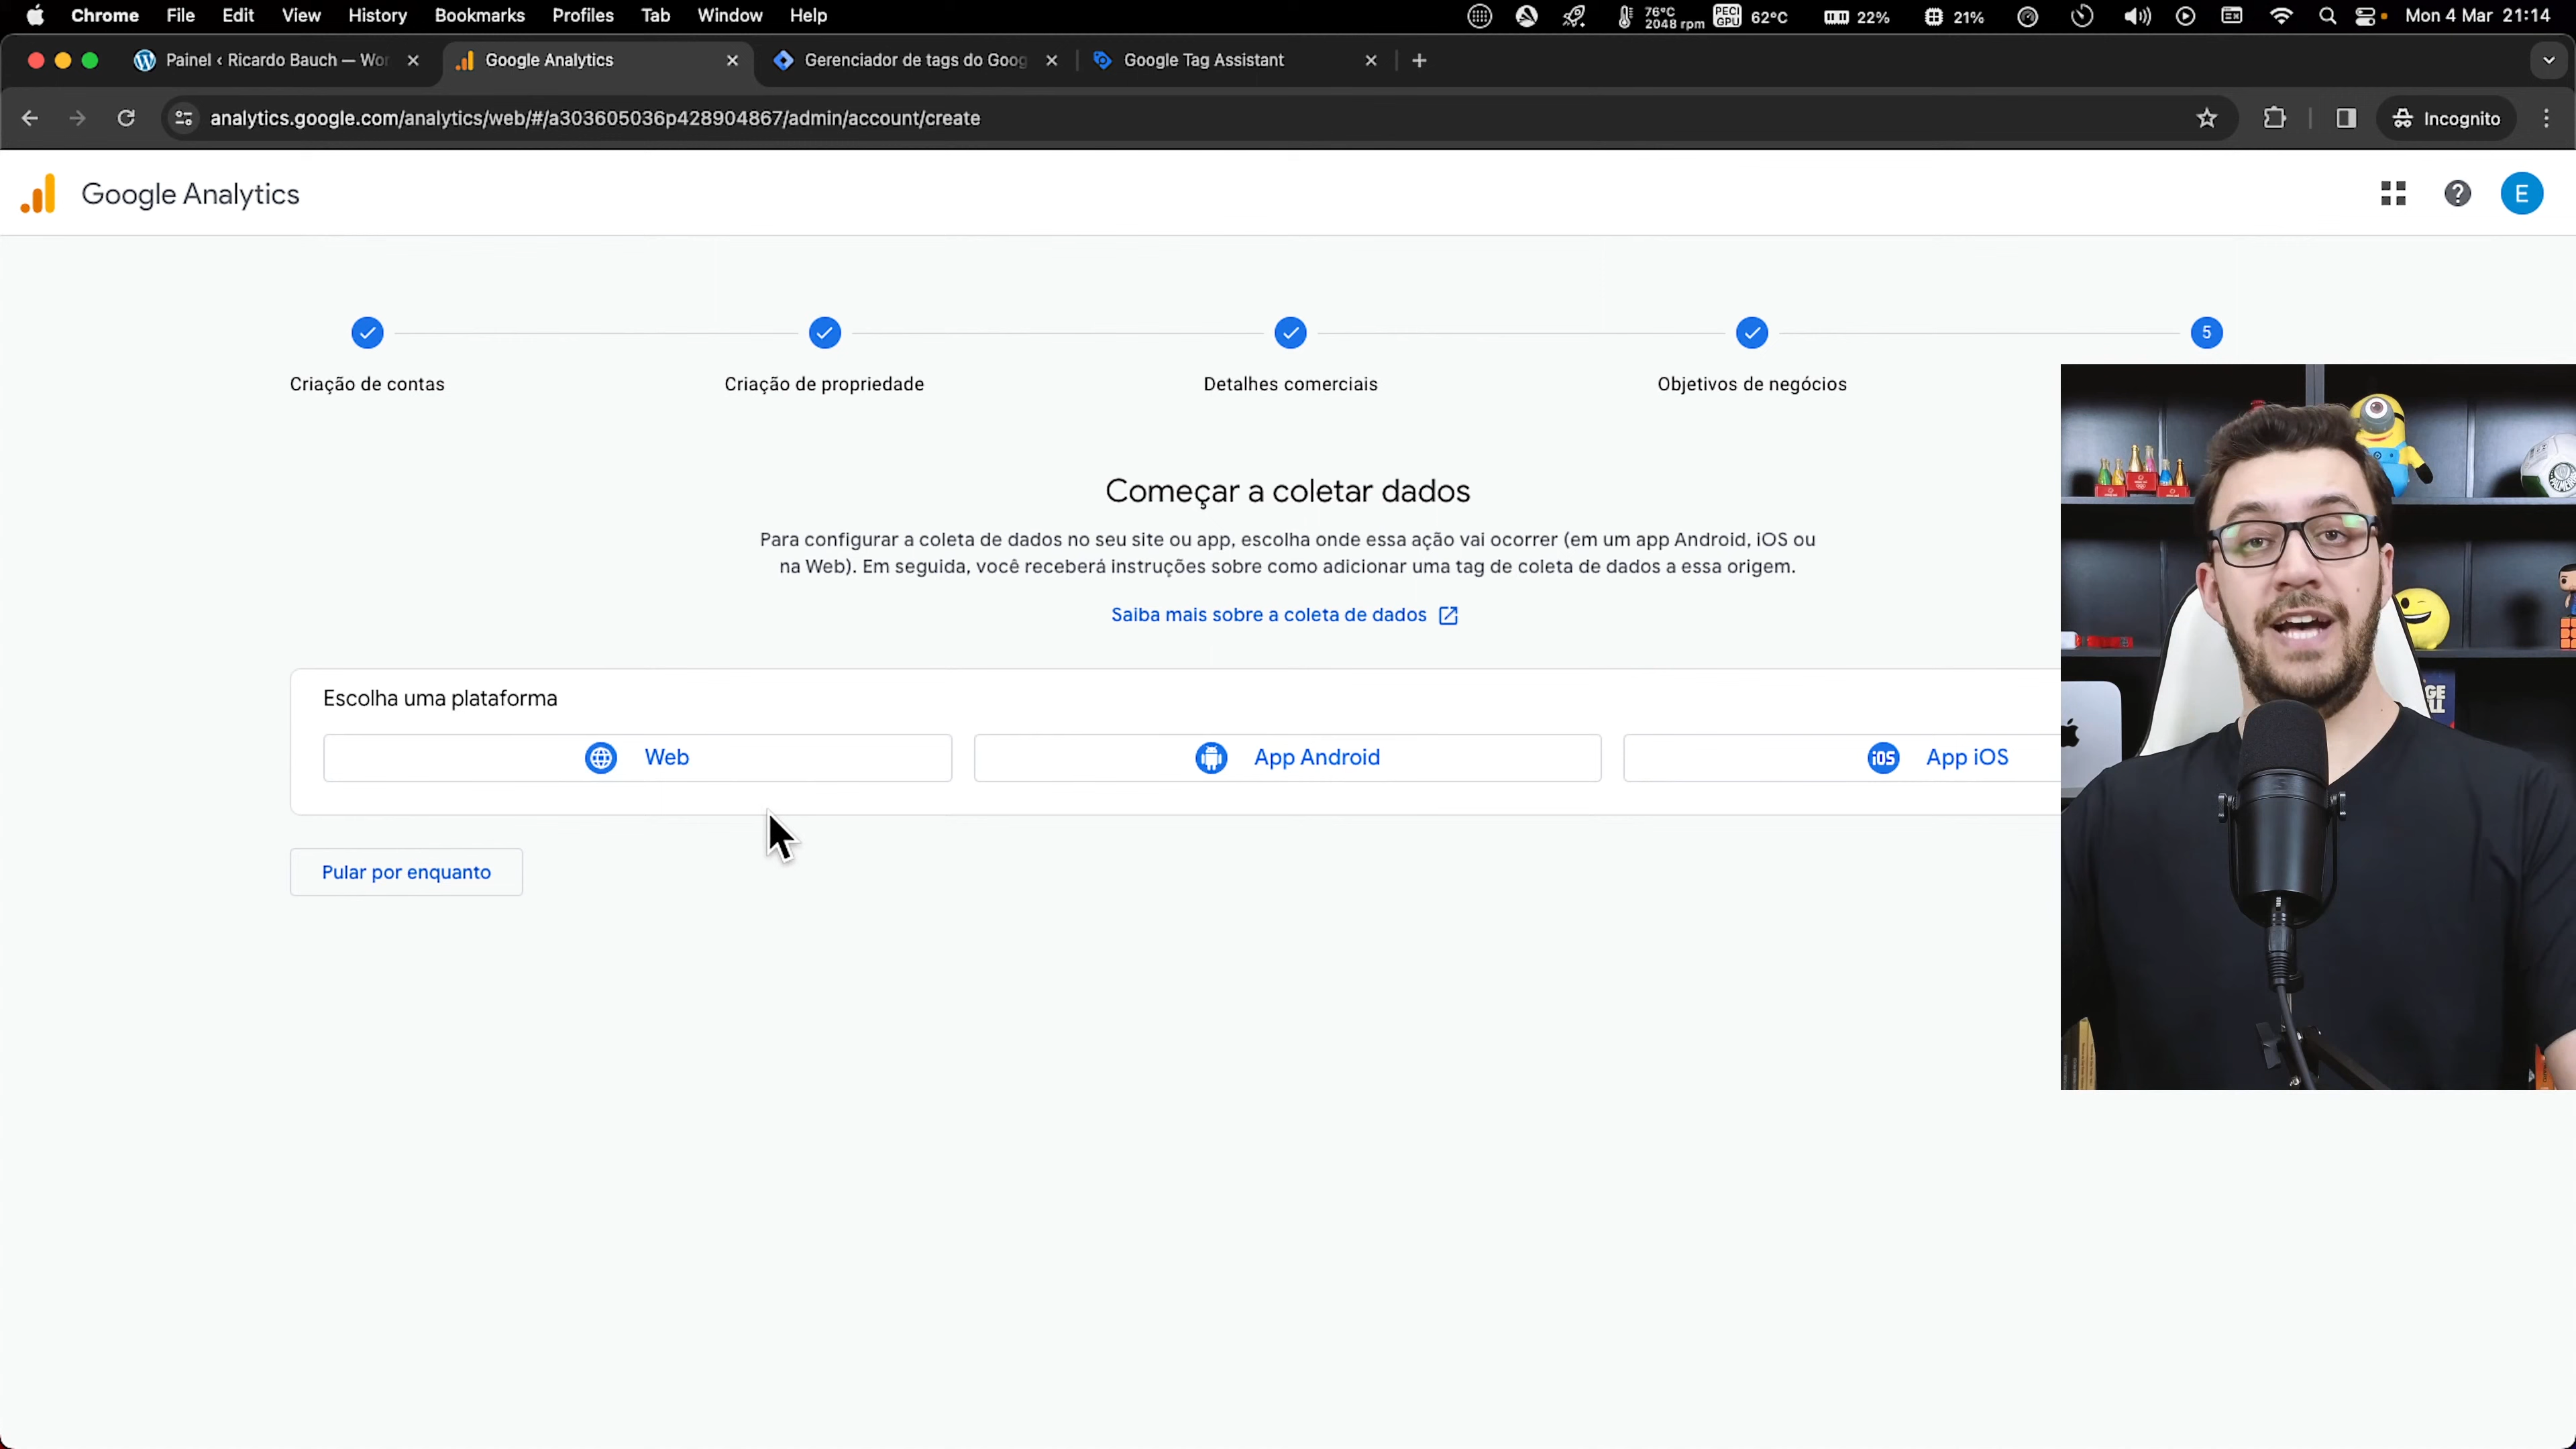 Chrome File Edit View History Bookmarks Profiles Tab Window Help
76°C
2048 rpm
PECI
GPU
62°C
22%
21%
Mon 4 Mar 21:14
Painel ‹ Ricardo Bauch — Wor
Google Analytics
Gerenciador de tags do Goog
Google Tag Assistant
analytics.google.com/analytics/web/#/a303605036p428904867/admin/account/create
Incognito
Google Analytics
E
5
Criação de contas
Criação de propriedade
Detalhes comerciais
Objetivos de negócios
Começar a coletar dados
Para configurar a coleta de dados no seu site ou app, escolha onde essa ação vai ocorrer (em um app Android, iOS ou
na Web). Em seguida, você receberá instruções sobre como adicionar uma tag de coleta de dados a essa origem.
Saiba mais sobre a coleta de dados
Escolha uma plataforma
Web
App Android
iOS
App iOS
Pular por enquanto